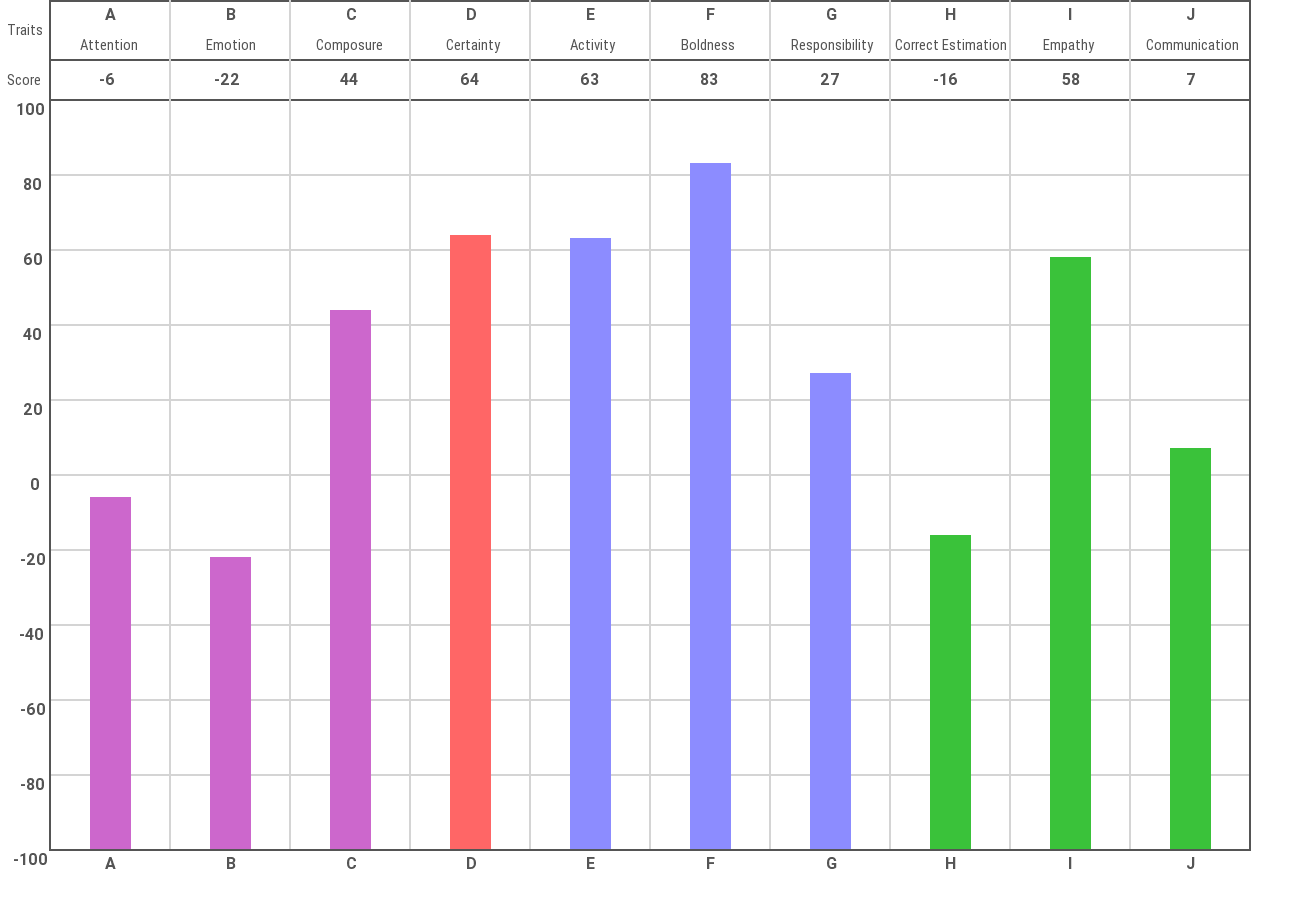 A B C D E F G H I J
Traits
Attention Emotion Composure Certainty Activity Boldness Responsibility Correct Estimation Empathy Communication
Score -6 -22 44 64 63 83 27 -16 58 7
100
80
60
40
20
0
-20
-40
-60
-80
-100
A B C D E F G H I J